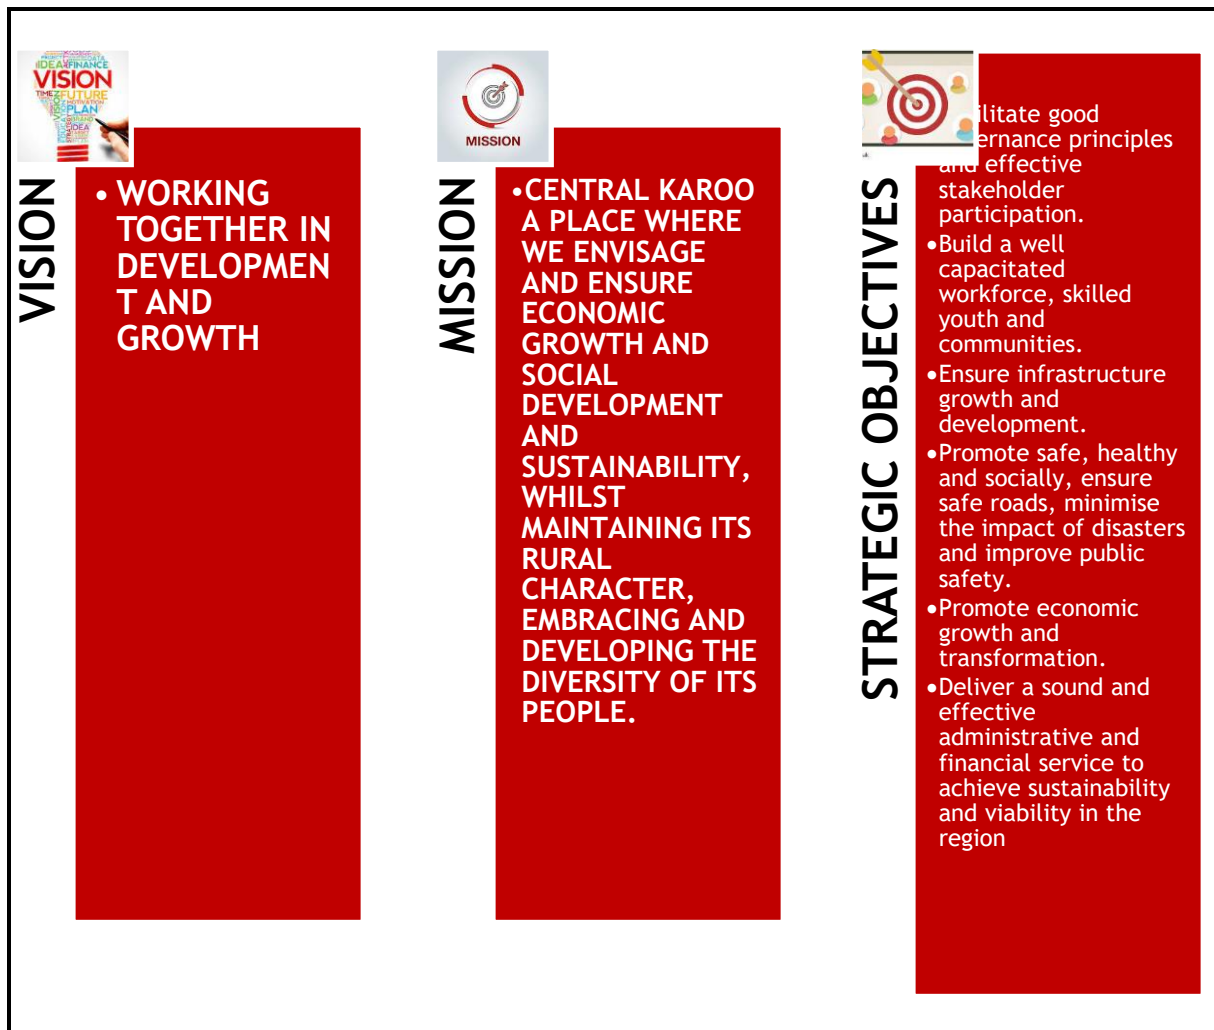 IDEA FINANCE
VISION
TIME FUTURE
MOTIVATION
PLAN
BRAND
IDEA
VISION
• WORKING
TOGETHER IN
DEVELOPMEN
T AND
GROWTH
MISSION
MISSION
•CENTRAL KAROO
A PLACE WHERE
WE ENVISAGE
AND ENSURE
ECONOMIC
GROWTH AND
SOCIAL
DEVELOPMENT
AND
SUSTAINABILITY,
WHILST
MAINTAINING ITS
RURAL
CHARACTER,
EMBRACING AND
DEVELOPING THE
DIVERSITY OF ITS
PEOPLE.
STRATEGIC OBJECTIVES
ilitate good
ernance principles
and effective
stakeholder
participation.
•Build a well
capacitated
workforce, skilled
youth and
communities.
•Ensure infrastructure
growth and
development.
•Promote safe, healthy
and socially, ensure
safe roads, minimise
the impact of disasters
and improve public
safety.
•Promote economic
growth and
transformation.
•Deliver a sound and
effective
administrative and
financial service to
achieve sustainability
and viability in the
region